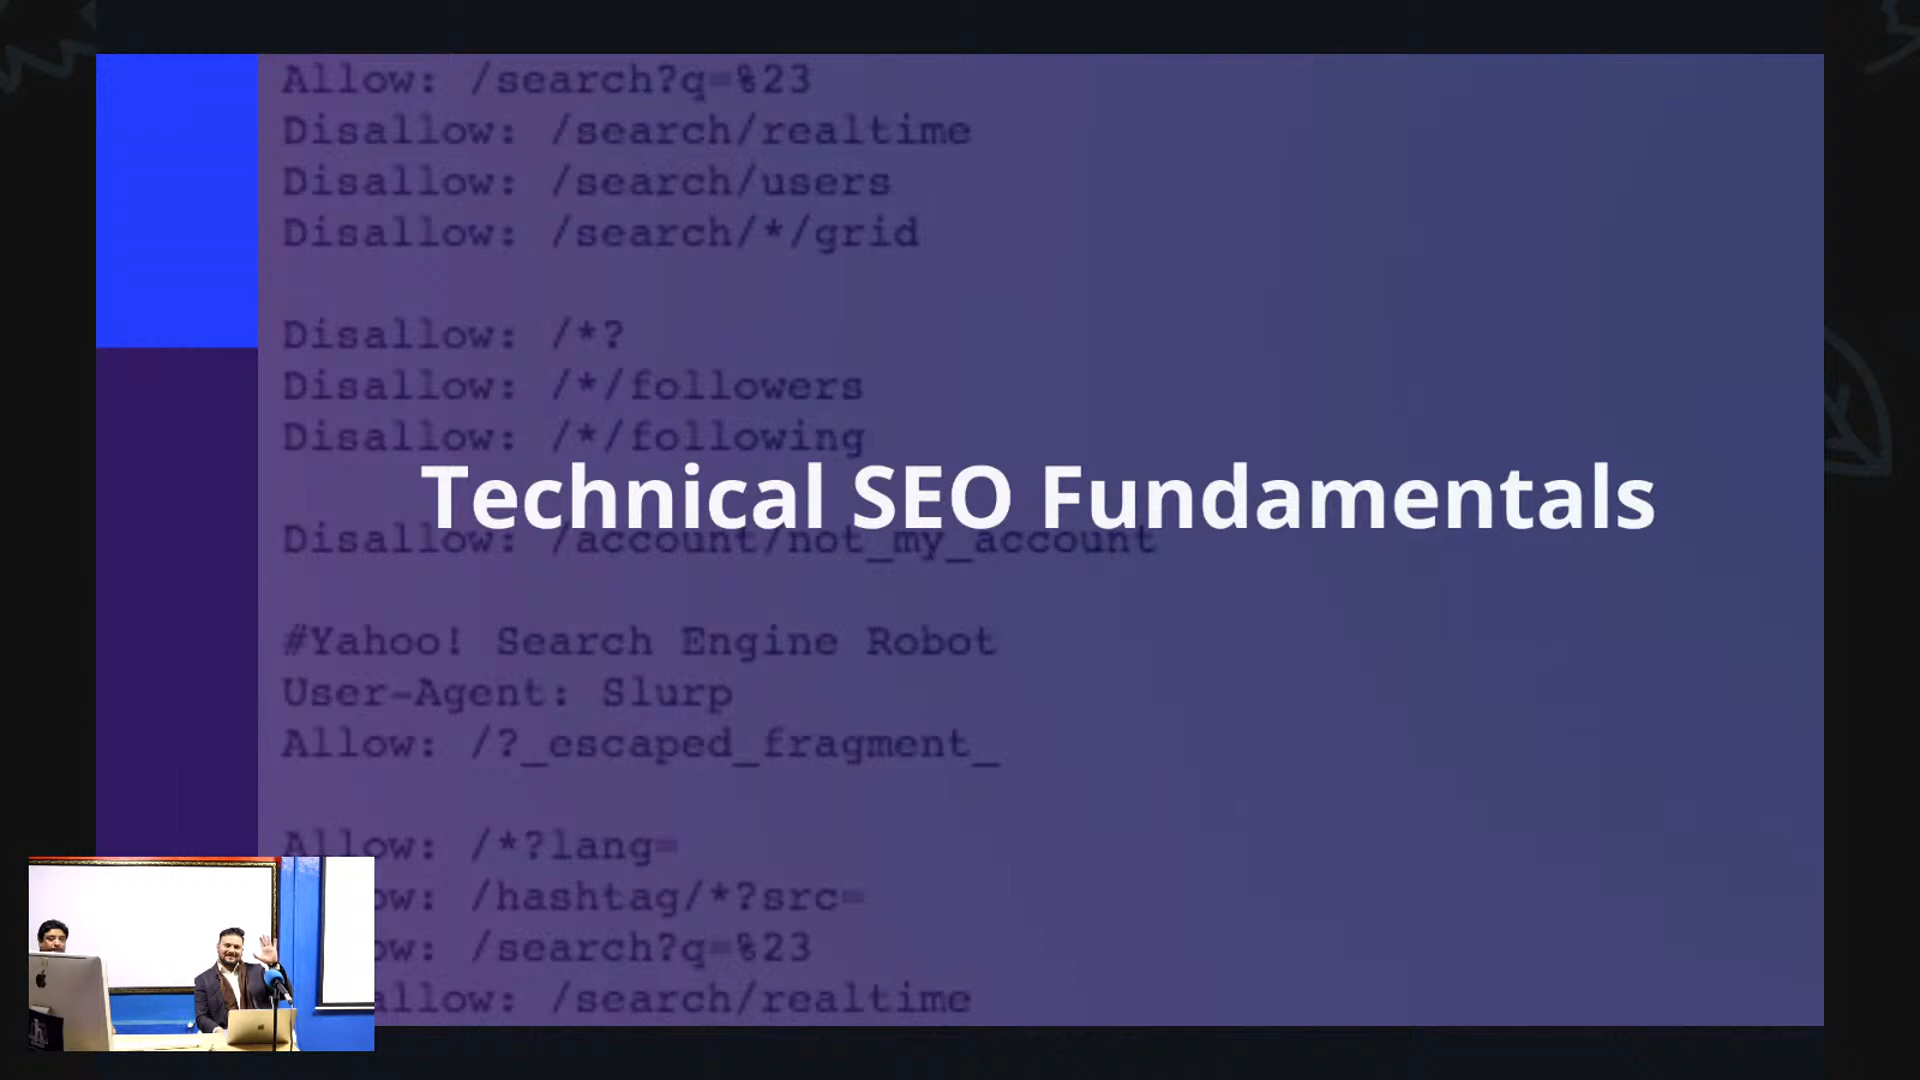 Allow: /search?q=%23
Disallow: /search/realtime
Disallow: /search/users
Disallow: /search/*/grid
Disallow: /*?
Disallow: /*/followers
Disallow: /*/following
Technical SEO Fundamentals
Disallow: /account/not_my_account
#Yahoo! Search Engine Robot
User-Agent: Slurp
Allow: /?_escaped_fragment_
Allow: /*?lang=
ow: /hashtag/*?src=
ow: /search?q=%23
allow: /search/realtime